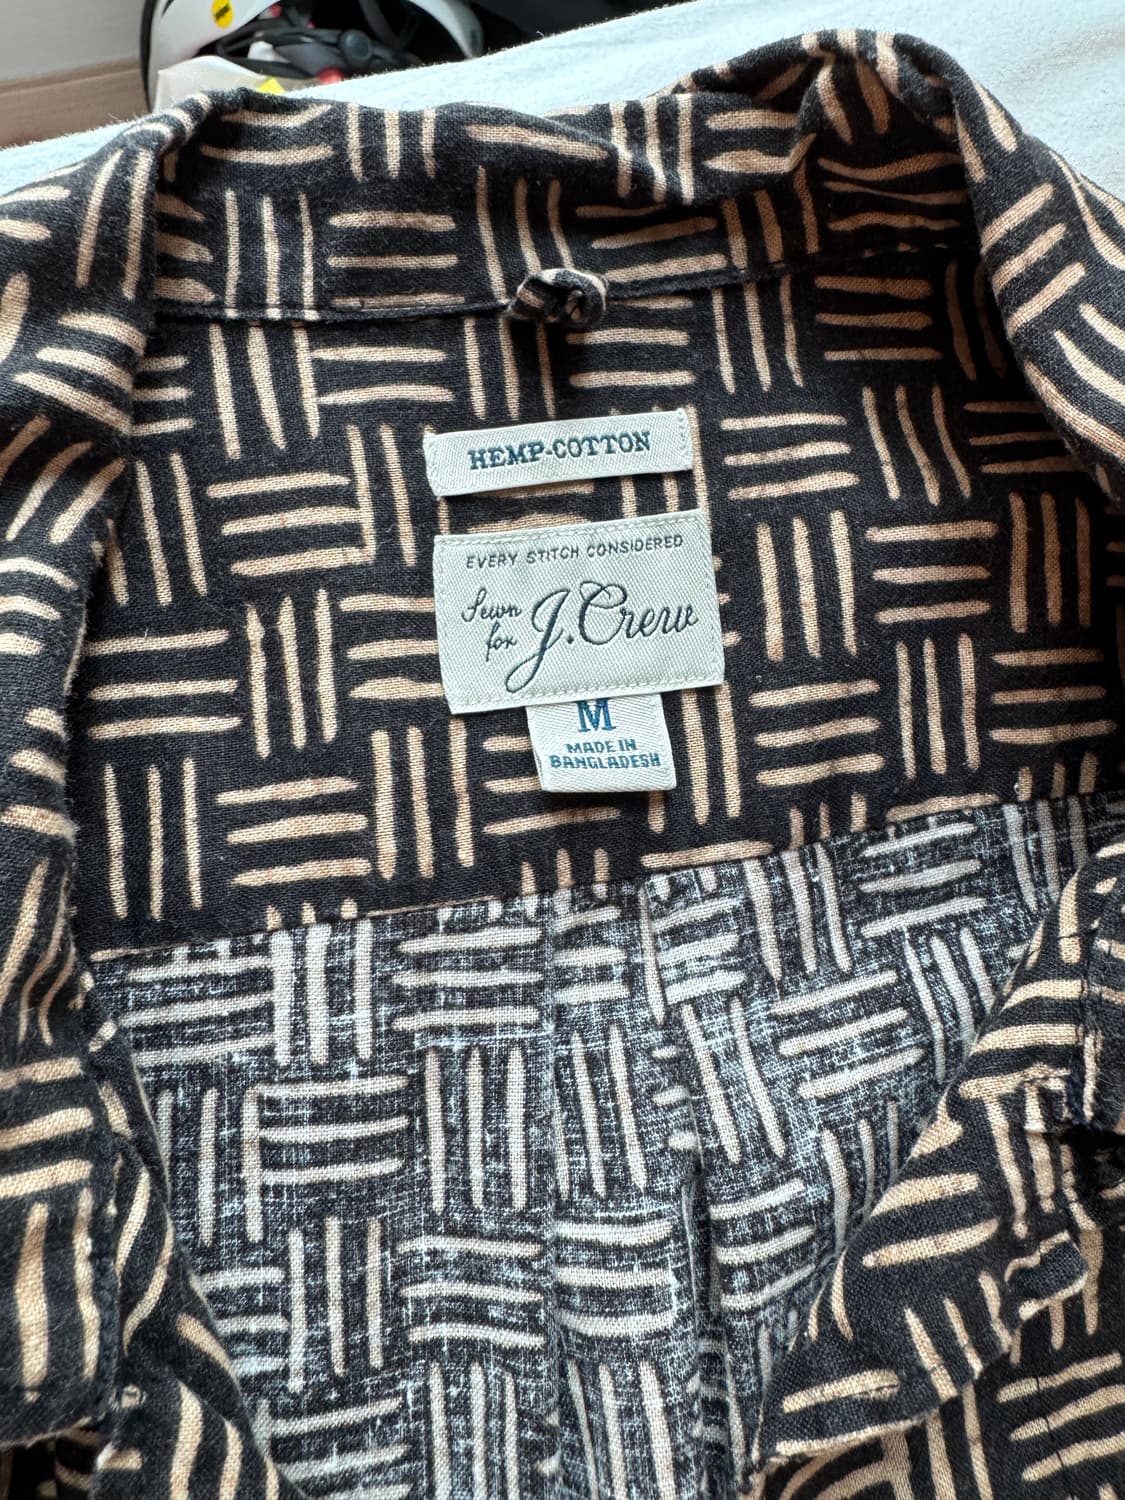 HEMP-COTTON
EVERY STITCH CONSIDERED
Sewn
for J.Crew
M
MADE IN
BANGLADESH